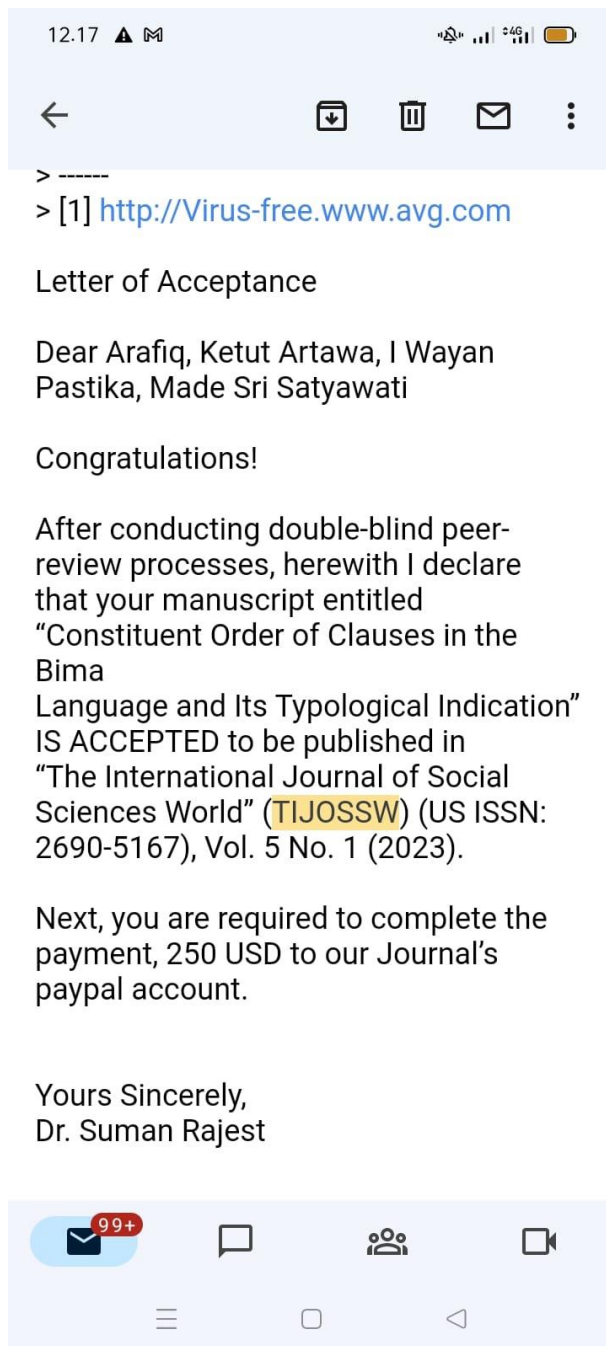 12.17
4G
> ------
> [1] http://Virus-free.www.avg.com
Letter of Acceptance
Dear Arafiq, Ketut Artawa, I Wayan
Pastika, Made Sri Satyawati
Congratulations!
After conducting double-blind peer-
review processes, herewith I declare
that your manuscript entitled
“Constituent Order of Clauses in the
Bima
Language and Its Typological Indication”
IS ACCEPTED to be published in
“The International Journal of Social
Sciences World” (TIJOSSW) (US ISSN:
2690-5167), Vol. 5 No. 1 (2023).
Next, you are required to complete the
payment, 250 USD to our Journal’s
paypal account.
Yours Sincerely,
Dr. Suman Rajest
99+